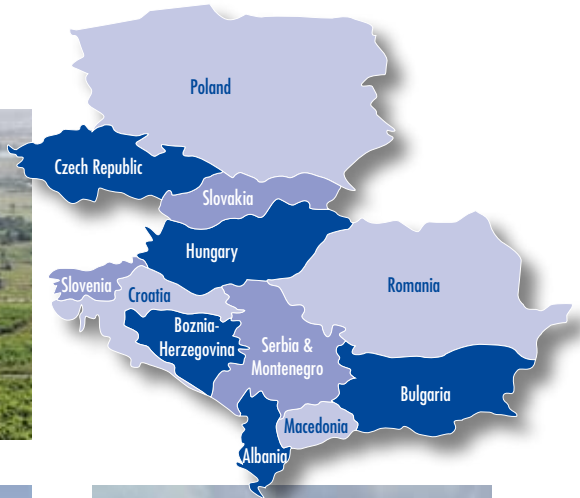 Poland
Czech Republic
Slovakia
Hungary
Slovenia
Croatia
Romania
Boznia-
Herzegovina
Serbia &
Montenegro
Bulgaria
Macedonia
Albania